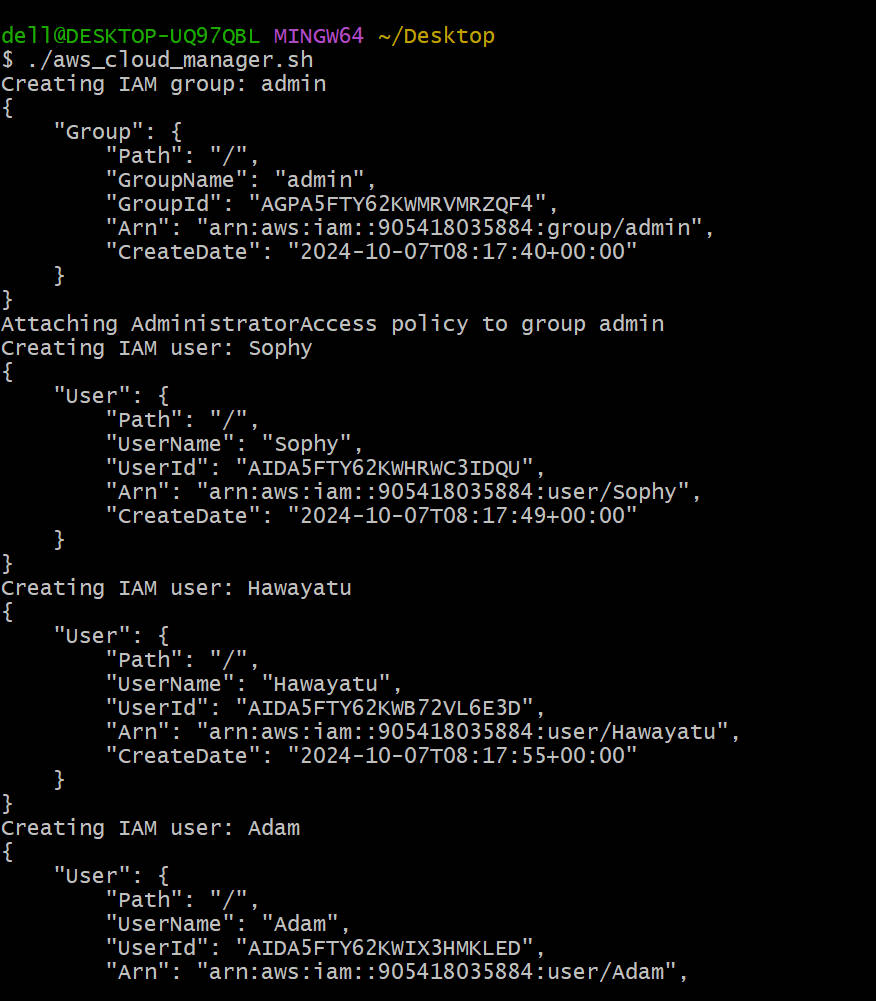 dell@DESKTOP-UQ97QBL MINGW64 ~/Desktop
$ ./aws_cloud_manager.sh
Creating IAM group: admin
{
    "Group": {
        "Path": "/",
        "GroupName": "admin",
        "GroupId": "AGPA5FTY62KWMRVMRZQF4",
        "Arn": "arn:aws:iam::905418035884:group/admin",
        "CreateDate": "2024-10-07T08:17:40+00:00"
    }
}
Attaching AdministratorAccess policy to group admin
Creating IAM user: Sophy
{
    "User": {
        "Path": "/",
        "UserName": "Sophy",
        "UserId": "AIDA5FTY62KWHRWC3IDQU",
        "Arn": "arn:aws:iam::905418035884:user/Sophy",
        "CreateDate": "2024-10-07T08:17:49+00:00"
    }
}
Creating IAM user: Hawayatu
{
    "User": {
        "Path": "/",
        "UserName": "Hawayatu",
        "UserId": "AIDA5FTY62KWB72VL6E3D",
        "Arn": "arn:aws:iam::905418035884:user/Hawayatu",
        "CreateDate": "2024-10-07T08:17:55+00:00"
    }
}
Creating IAM user: Adam
{
    "User": {
        "Path": "/",
        "UserName": "Adam",
        "UserId": "AIDA5FTY62KWIX3HMKLED",
        "Arn": "arn:aws:iam::905418035884:user/Adam",